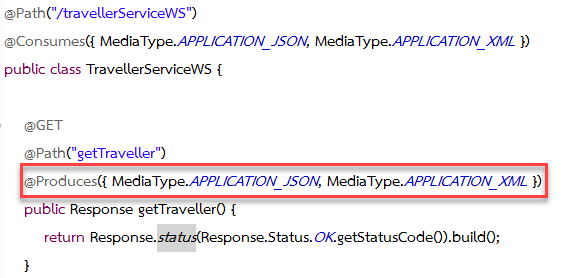 @Path("/travellerServiceWS")
@Consumes({ MediaType.APPLICATION_JSON, MediaType.APPLICATION_XML })
public class TravellerServiceWS {
@GET
@Path("getTraveller")
@Produces({ MediaType.APPLICATION_JSON, MediaType.APPLICATION_XML })
public Response getTraveller() {
return Response.status(Response.Status.OK.getStatusCode()).build();
}